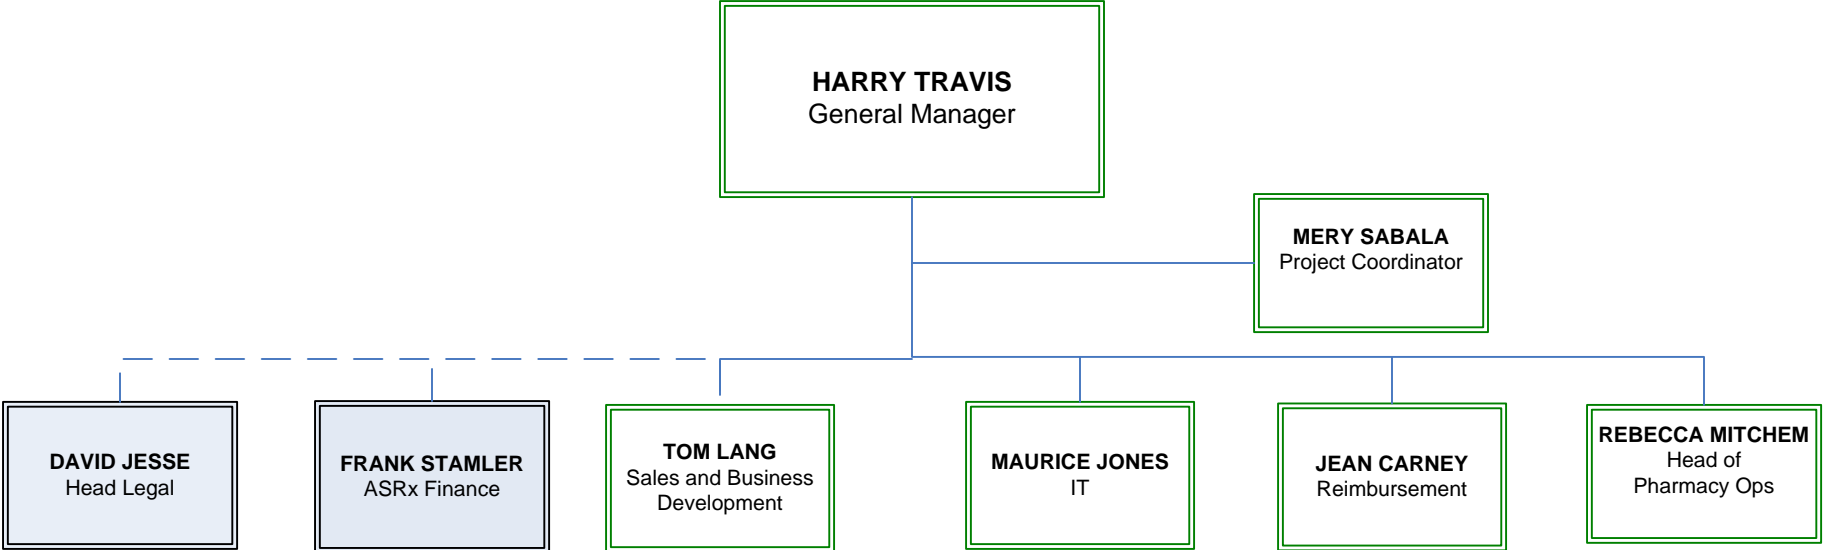 HARRY TRAVIS
General Manager
MERY SABALA
Project Coordinator
DAVID JESSE
Head Legal
FRANK STAMLER
ASRx Finance
TOM LANG
Sales and Business
Development
MAURICE JONES
IT
JEAN CARNEY
Reimbursement
REBECCA MITCHEM
Head of
Pharmacy Ops